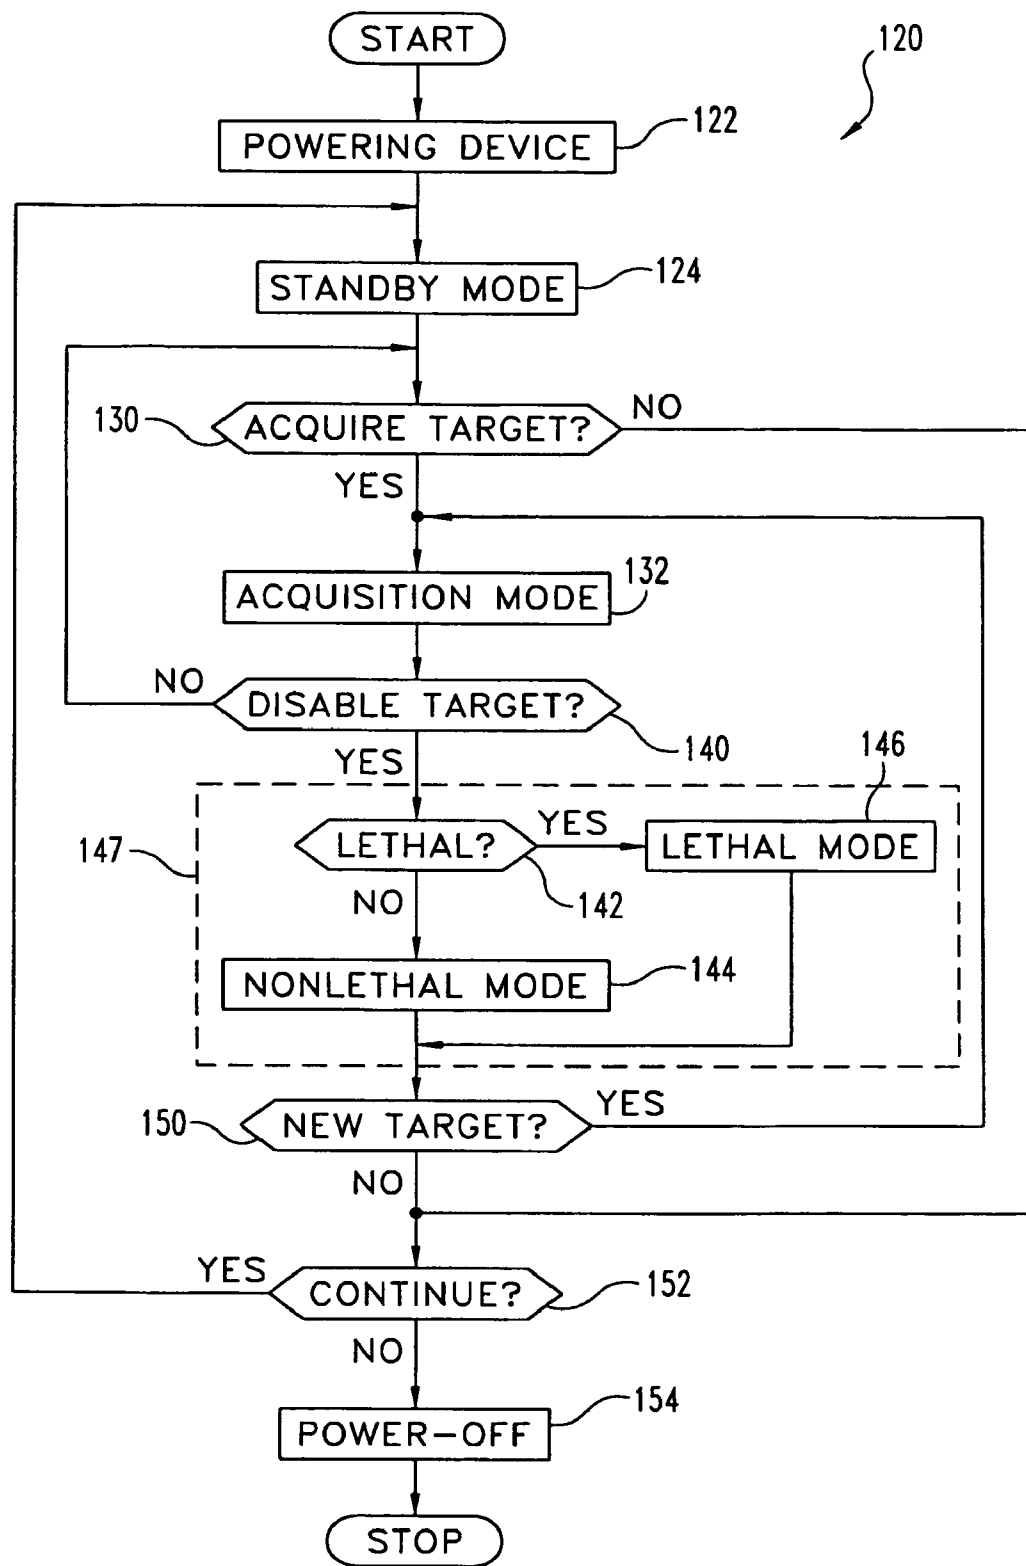 START
120
POWERING DEVICE
122
STANDBY MODE
124
130
ACQUIRE TARGET?
NO
YES
ACQUISITION MODE
132
NO
DISABLE TARGET?
140
YES
146
147
LETHAL?
YES
LETHAL MODE
142
NO
NONLETHAL MODE
144
150
NEW TARGET?
YES
NO
YES
CONTINUE?
152
NO
POWER-OFF
154
STOP